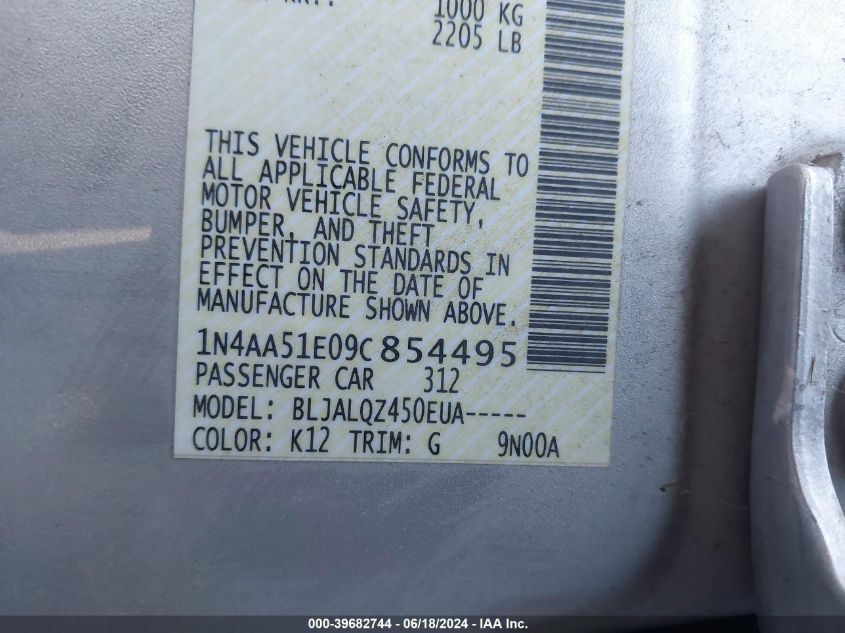 1000 KG
2205 LB
THIS VEHICLE CONFORMS TO
ALL APPLICABLE FEDERAL
MOTOR VEHICLE SAFETY,
BUMPER, AND THEFT
PREVENTION STANDARDS IN
EFFECT ON THE DATE OF
MANUFACTURE SHOWN ABOVE.
1N4AA51E09C854495
PASSENGER CAR 312
MODEL: BLJALQZ450EUA-----
COLOR: K12 TRIM: G 9N00A
000-39682744 - 06/18/2024 - IAA, Inc.